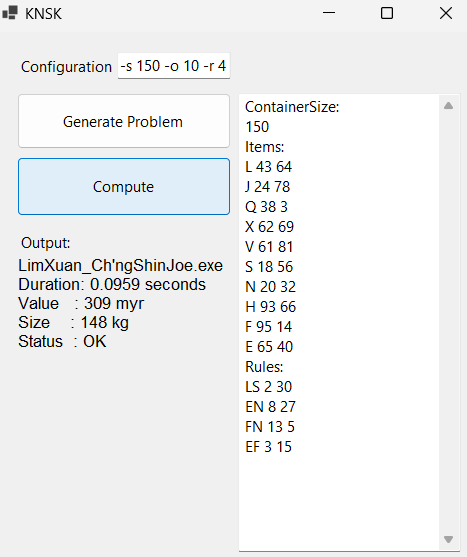 KNSK
Configuration -s 150 -o 10 -r 4
Generate Problem
Compute
Output:
LimXuan_Ch'ngShinJoe.exe
Duration: 0.0959 seconds
Value : 309 myr
Size : 148 kg
Status : OK
ContainerSize:
150
Items:
L 43 64
J 24 78
Q 38 3
X 62 69
V 61 81
S 18 56
N 20 32
H 93 66
F 95 14
E 65 40
Rules:
LS 2 30
EN 8 27
FN 13 5
EF 3 15